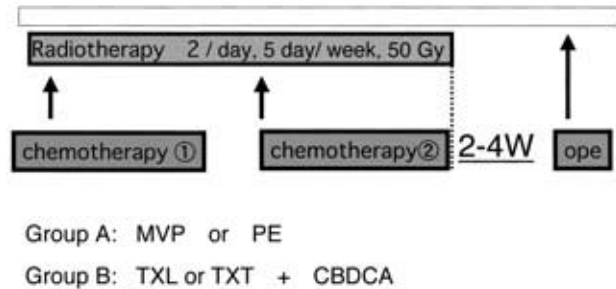 Radiotherapy 2 / day, 5 day/ week, 50 Gy
chemotherapy ① chemotherapy② 2-4W ope
Group A: MVP or PE
Group B: TXL or TXT + CBDCA